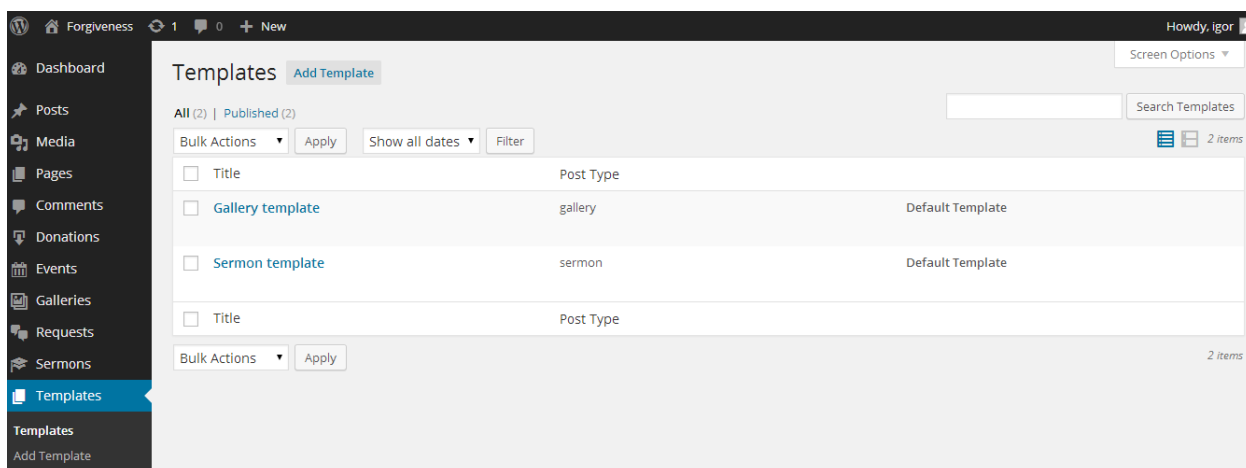 Forgiveness 1 0 + New Howdy, igor
Screen Options ▼
Dashboard
Posts
Media
Pages
Comments
Donations
Events
Galleries
Requests
Sermons
Templates
Templates
Add Template
Templates Add Template
All (2) | Published (2)
Search Templates
Bulk Actions ▼ Apply Show all dates ▼ Filter 2 items
Title Post Type
Gallery template gallery Default Template
Sermon template sermon Default Template
Title Post Type
Bulk Actions ▼ Apply 2 items